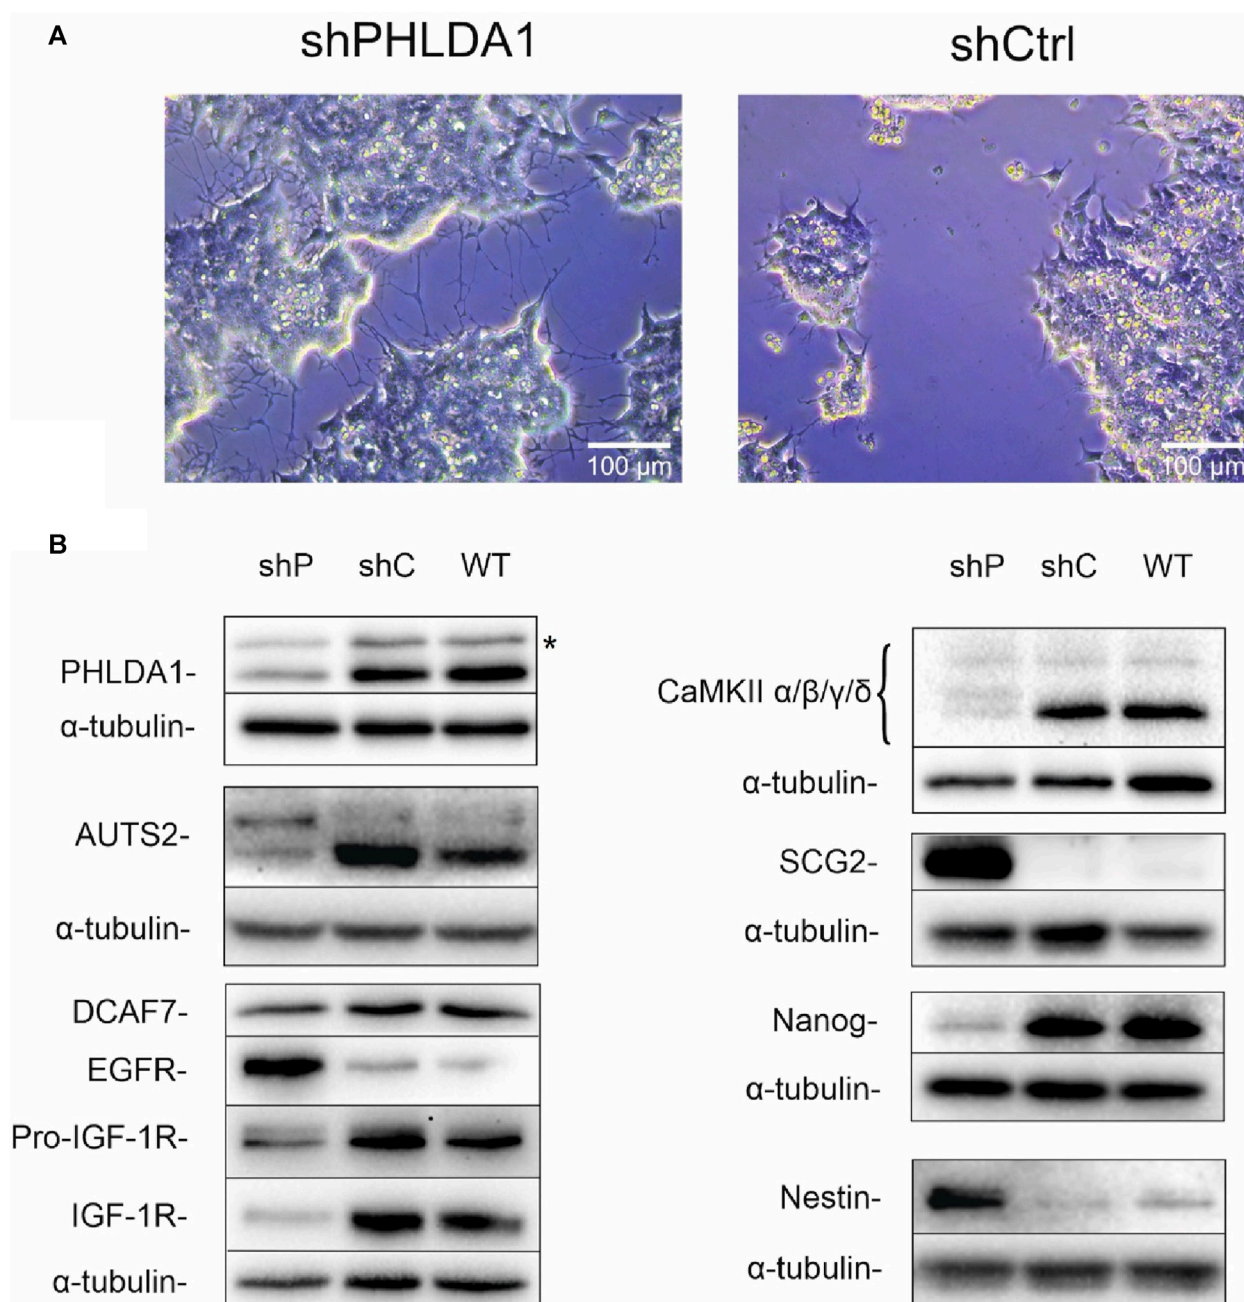 A
shPHLDA1
shCtrl
100 µm
100 µm
B
shP shC WT
PHLDA1-
*
α-tubulin-
AUTS2-
α-tubulin-
DCAF7-
EGFR-
Pro-IGF-1R-
IGF-1R-
α-tubulin-
shP shC WT
CaMKII α/β/γ/δ
α-tubulin-
SCG2-
α-tubulin-
Nanog-
α-tubulin-
Nestin-
α-tubulin-